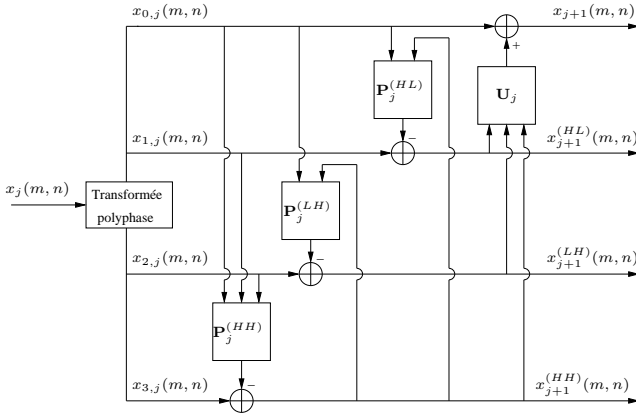 x_{0,j}(m,n) x_{j+1}(m,n)
+
P_j^{(HL)} U_j
−
x_{1,j}(m,n) x_{j+1}^{(HL)}(m,n)
x_j(m,n) Transformée
polyphase
P_j^{(LH)}
−
x_{2,j}(m,n) x_{j+1}^{(LH)}(m,n)
P_j^{(HH)}
−
x_{3,j}(m,n) x_{j+1}^{(HH)}(m,n)